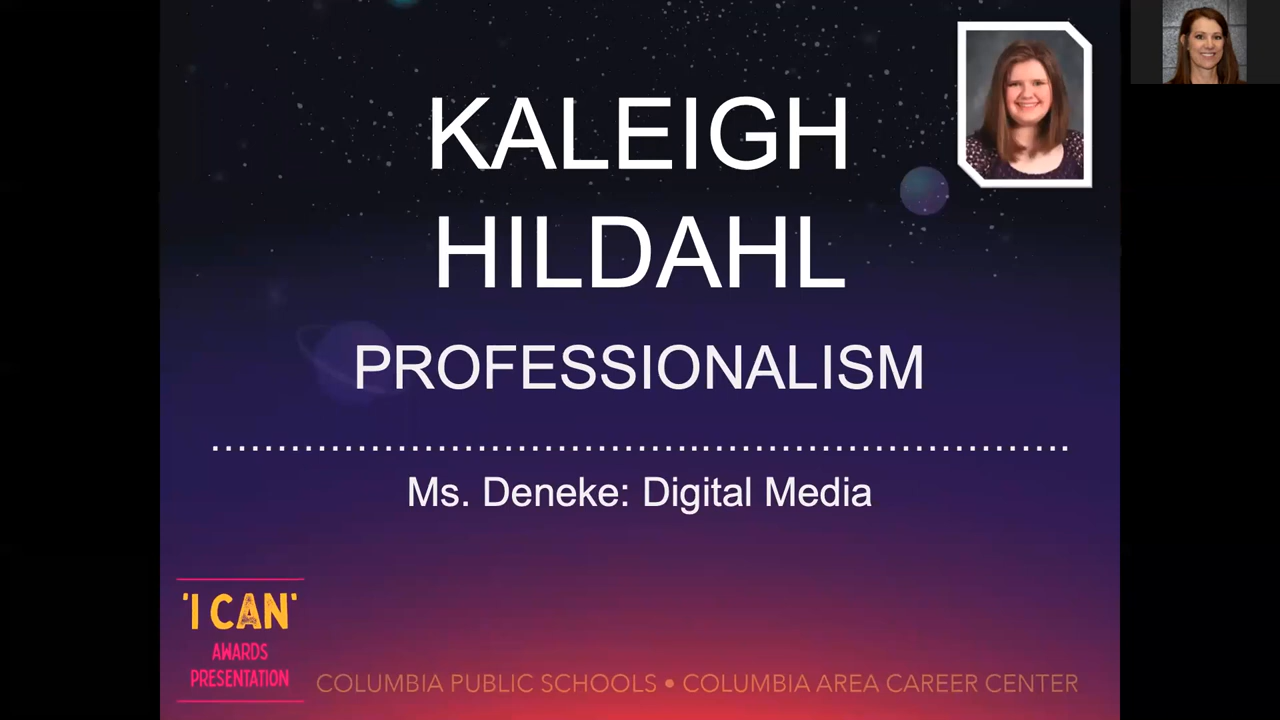 KALEIGH
HILDAHL
PROFESSIONALISM
Ms. Deneke: Digital Media
'I CAN'
AWARDS
PRESENTATION
COLUMBIA PUBLIC SCHOOLS • COLUMBIA AREA CAREER CENTER